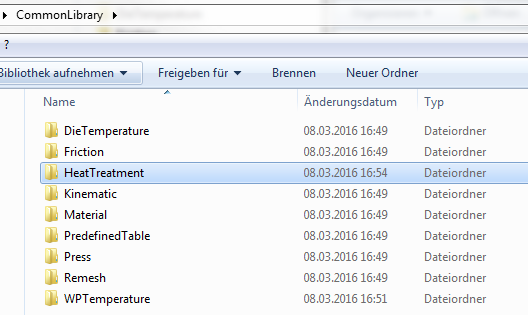 CommonLibrary
?
Bibliothek aufnehmen Freigeben für Brennen Neuer Ordner
Name Änderungsdatum Typ
DieTemperature 08.03.2016 16:49 Dateiordner
Friction 08.03.2016 16:49 Dateiordner
HeatTreatment 08.03.2016 16:54 Dateiordner
Kinematic 08.03.2016 16:49 Dateiordner
Material 08.03.2016 16:49 Dateiordner
PredefinedTable 08.03.2016 16:49 Dateiordner
Press 08.03.2016 16:49 Dateiordner
Remesh 08.03.2016 16:49 Dateiordner
WPTemperature 08.03.2016 16:51 Dateiordner